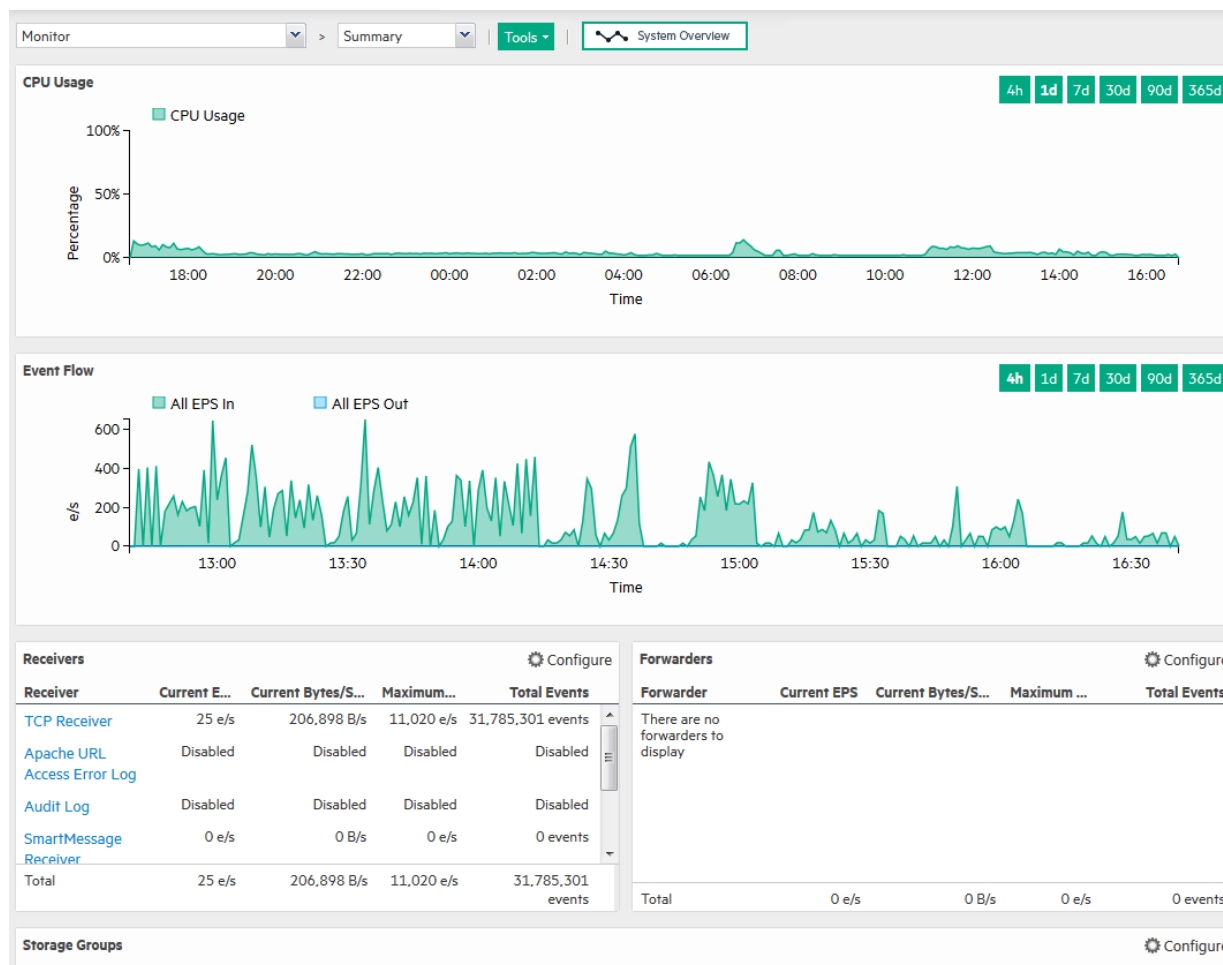 Monitor > Summary | Tools | System Overview
CPU Usage
4h 1d 7d 30d 90d 365d
CPU Usage
100%
50%
0%
Percentage
18:00 20:00 22:00 00:00 02:00 04:00 06:00 08:00 10:00 12:00 14:00 16:00
Time
Event Flow
4h 1d 7d 30d 90d 365d
All EPS In All EPS Out
600
400
200
0
e/s
13:00 13:30 14:00 14:30 15:00 15:30 16:00 16:30
Time
Receivers Configure
Receiver Current E... Current Bytes/S... Maximum... Total Events
TCP Receiver 25 e/s 206,898 B/s 11,020 e/s 31,785,301 events
Apache URL Disabled Disabled Disabled Disabled
Access Error Log
Audit Log Disabled Disabled Disabled Disabled
SmartMessage 0 e/s 0 B/s 0 e/s 0 events
Receiver
Total 25 e/s 206,898 B/s 11,020 e/s 31,785,301
events
Forwarders Configure
Forwarder Current EPS Current Bytes/S... Maximum ... Total Events
There are no
forwarders to
display
Total 0 e/s 0 B/s 0 e/s 0 events
Storage Groups Configure